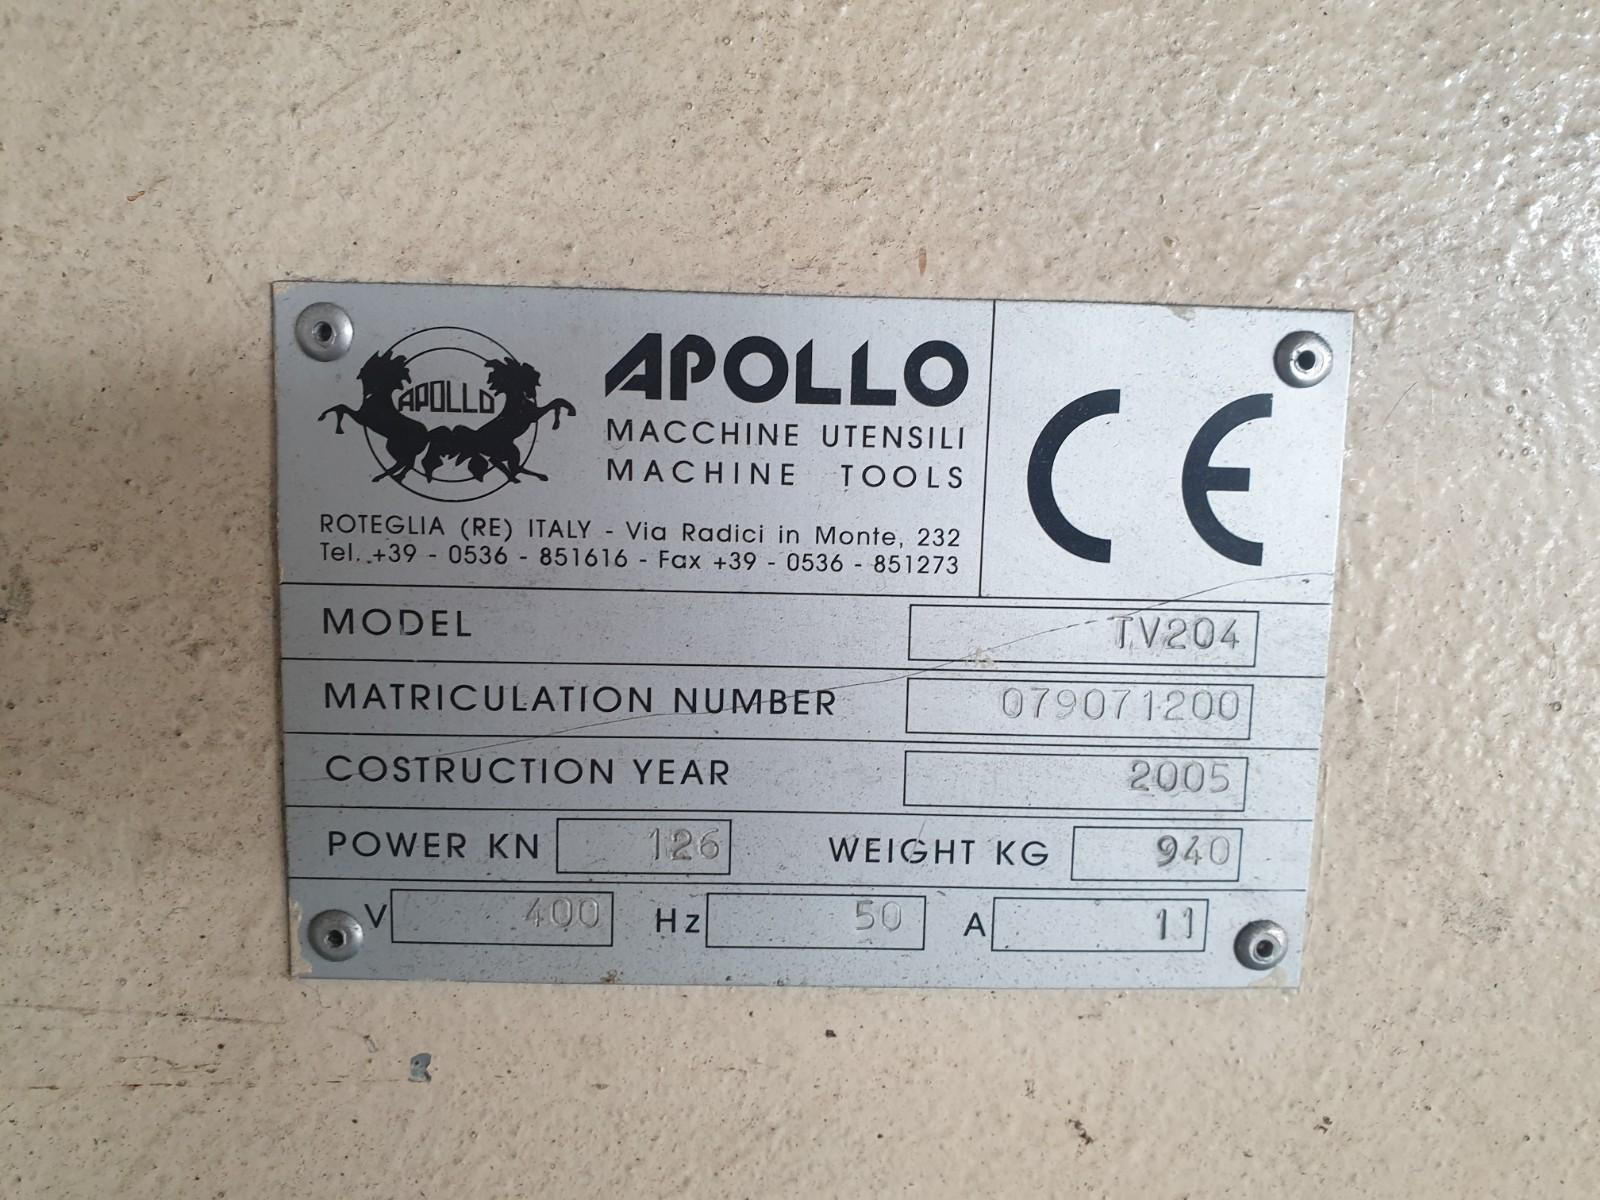 APOLLO
APOLLO
MACCHINE UTENSILI
MACHINE TOOLS
ROTEGLIA (RE) ITALY - Via Radici in Monte, 232
Tel. +39 - 0536 - 851616 - Fax +39 - 0536 - 851273
CE
MODEL TV204
MATRICULATION NUMBER 079071200
COSTRUCTION YEAR 2005
POWER KN 126 WEIGHT KG 940
V 400 Hz 50 A 11